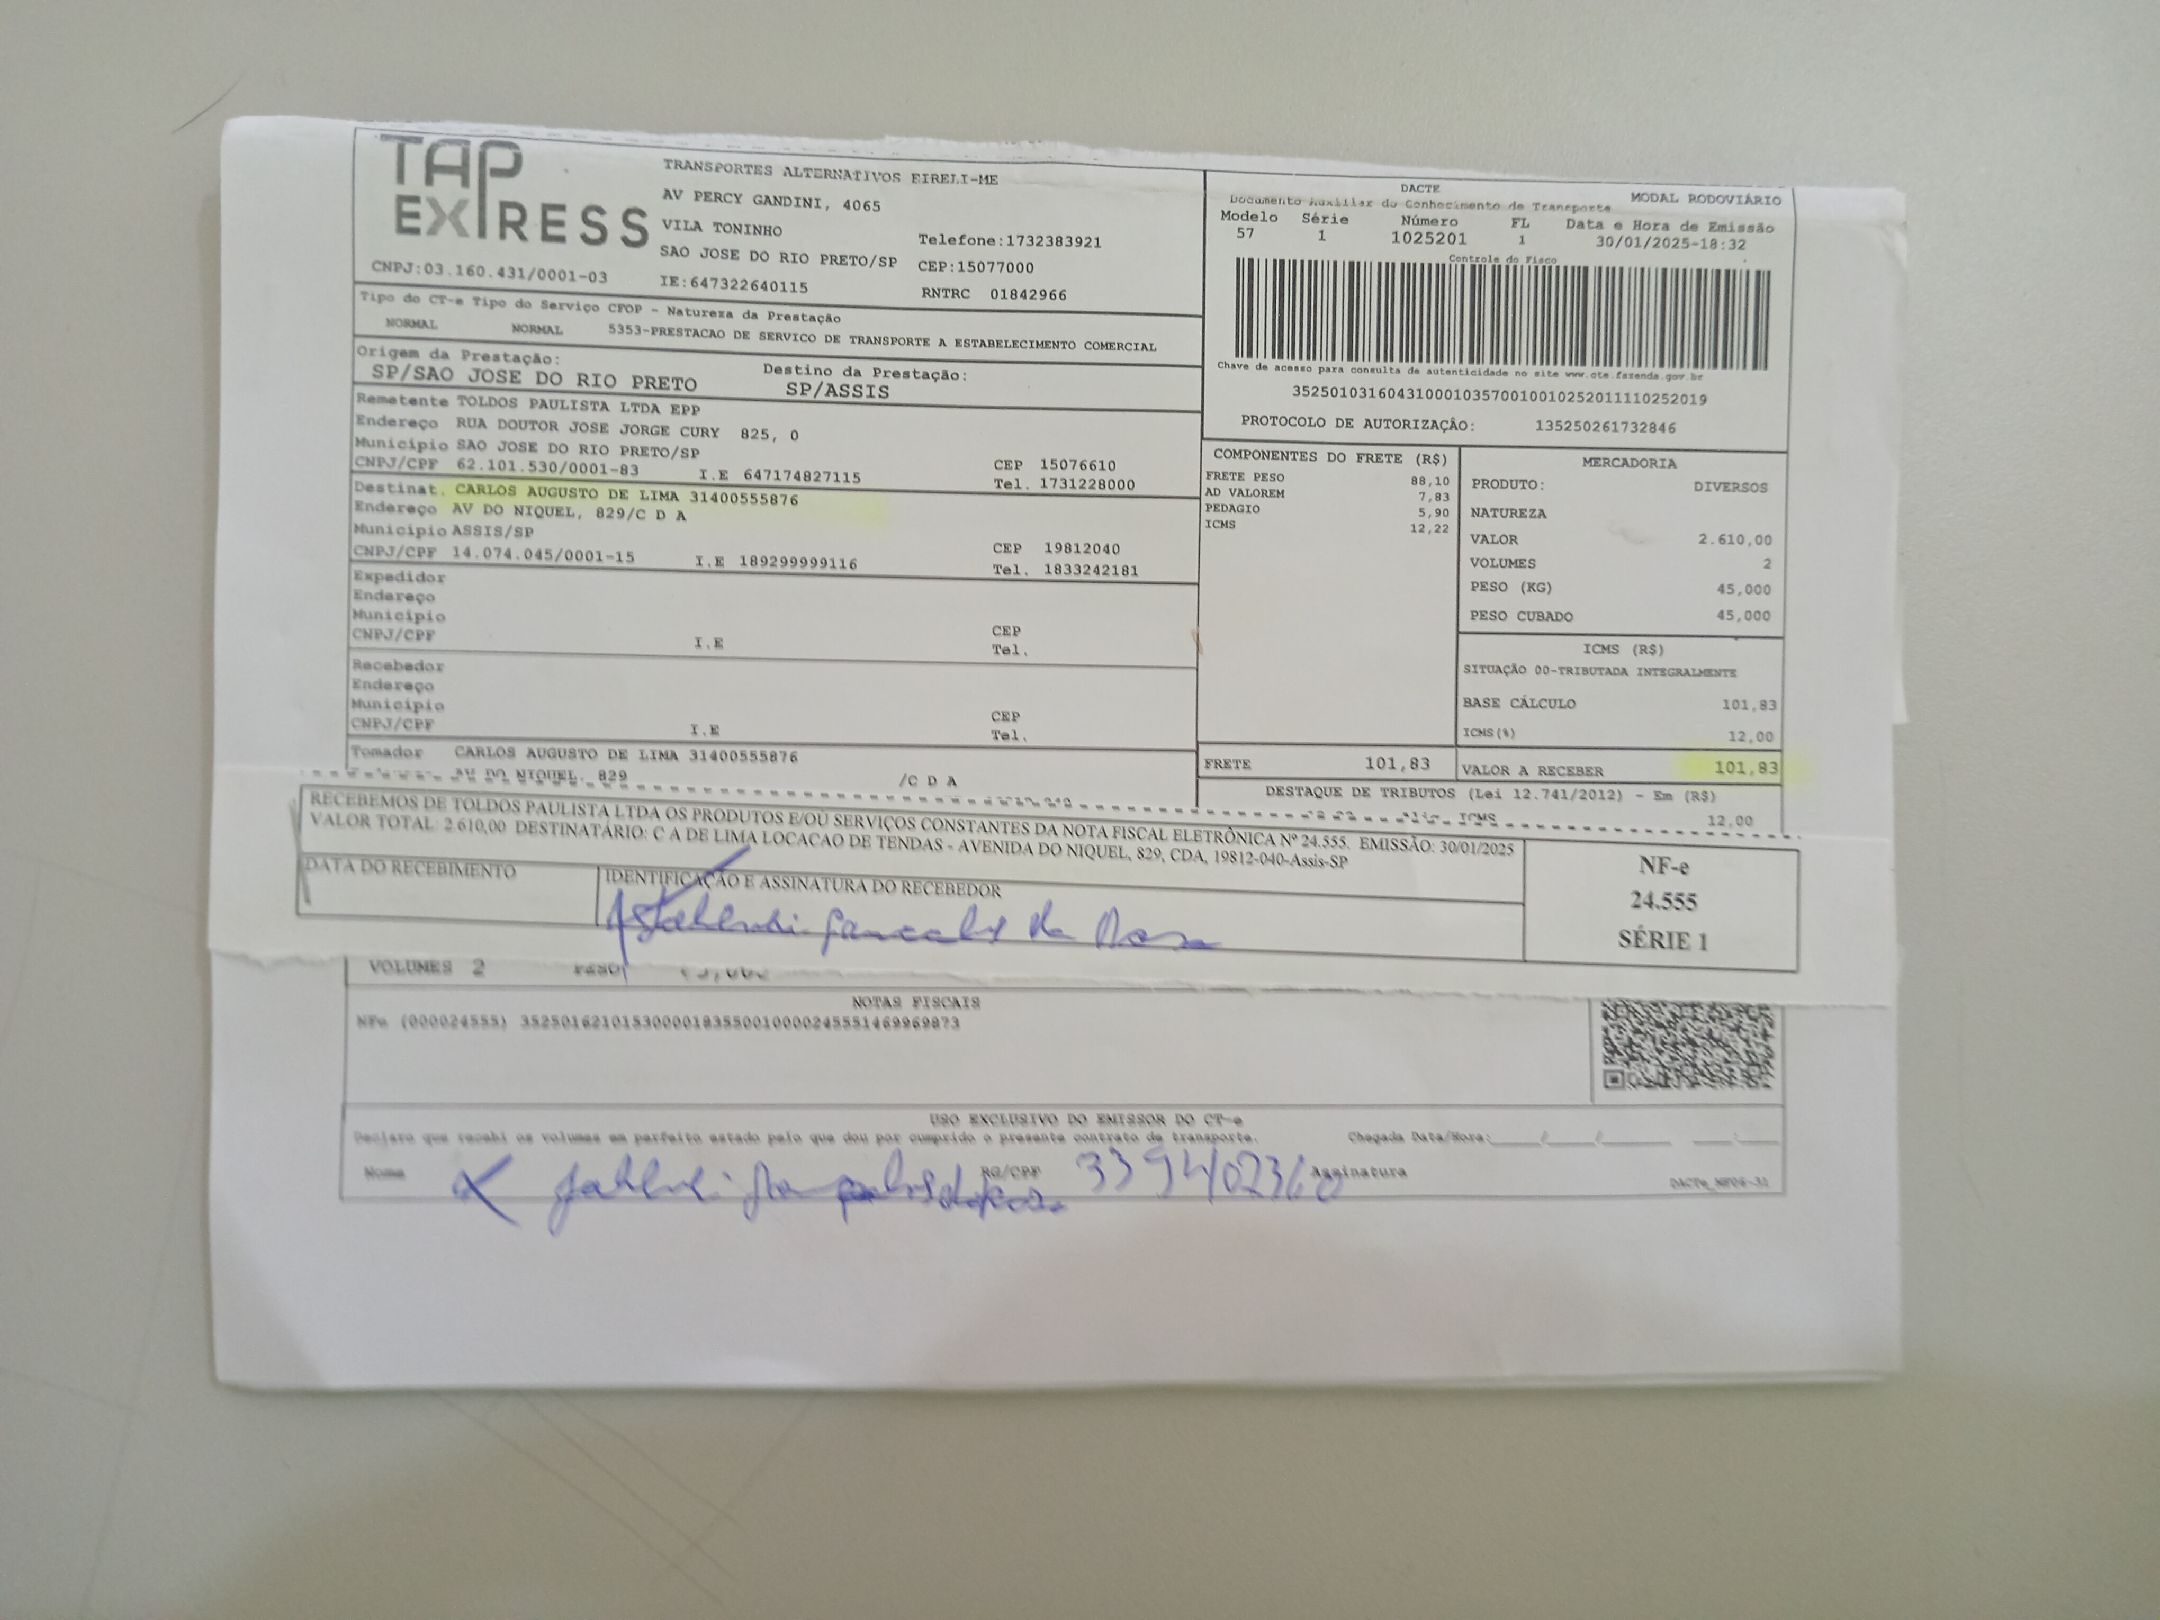 TAP
EXPRESS
CNPJ:03.160.431/0001-03
TRANSPORTES ALTERNATIVOS EIRELI-ME
AV PERCY GANDINI, 4065
VILA TONINHO
Telefone:1732383921
SAO JOSE DO RIO PRETO/SP CEP:15077000
IE:647322640115 RNTRC 01842966
DACTE MODAL RODOVIÁRIO
Documento Auxiliar do Conhecimento de Transporte
Modelo Série Número FL Data e Hora de Emissão
57 1 1025201 1 30/01/2025-18:32
Controle do Fisco
Chave de acesso para consulta de autenticidade no site www.cte.fazenda.gov.br
35250103160431000103570010010252011110252019
PROTOCOLO DE AUTORIZAÇÃO: 135250261732846
Tipo do CT-e Tipo do Serviço CFOP - Natureza da Prestação
NORMAL NORMAL 5353-PRESTACAO DE SERVICO DE TRANSPORTE A ESTABELECIMENTO COMERCIAL
Origem da Prestação: Destino da Prestação:
SP/SAO JOSE DO RIO PRETO SP/ASSIS
Remetente TOLDOS PAULISTA LTDA EPP
Endereço RUA DOUTOR JOSE JORGE CURY 825, 0
Município SAO JOSE DO RIO PRETO/SP CEP 15076610
CNPJ/CPF 62.101.530/0001-83 I.E 647174827115 Tel. 1731228000
Destinat. CARLOS AUGUSTO DE LIMA 31400555876
Endereço AV DO NIQUEL, 829/C D A
Município ASSIS/SP CEP 19812040
CNPJ/CPF 14.074.045/0001-15 I.E 189299999116 Tel. 1833242181
Expedidor
Endereço
Município CEP
CNPJ/CPF I.E Tel.
Recebedor
Endereço
Município CEP
CNPJ/CPF I.E Tel.
Tomador CARLOS AUGUSTO DE LIMA 31400555876
AV DO NIQUEL, 829 /C D A
COMPONENTES DO FRETE (R$)
FRETE PESO 88,10
AD VALOREM 7,83
PEDAGIO 5,90
ICMS 12,22
FRETE 101,83
MERCADORIA
PRODUTO: DIVERSOS
NATUREZA
VALOR 2.610,00
VOLUMES 2
PESO (KG) 45,000
PESO CUBADO 45,000
ICMS (R$)
SITUAÇÃO 00-TRIBUTADA INTEGRALMENTE
BASE CÁLCULO 101,83
ICMS(%) 12,00
VALOR A RECEBER 101,83
DESTAQUE DE TRIBUTOS (Lei 12.741/2012) - Em (R$)
ICMS 12,00
RECEBEMOS DE TOLDOS PAULISTA LTDA OS PRODUTOS E/OU SERVIÇOS CONSTANTES DA NOTA FISCAL ELETRÔNICA Nº 24.555. EMISSÃO: 30/01/2025
VALOR TOTAL: 2.610,00 DESTINATÁRIO: C A DE LIMA LOCACAO DE TENDAS - AVENIDA DO NIQUEL, 829, CDA, 19812-040-Assis-SP
DATA DO RECEBIMENTO IDENTIFICAÇÃO E ASSINATURA DO RECEBEDOR
NF-e
24.555
SÉRIE 1
VOLUMES 2 PESO
NOTAS FISCAIS
NFe (000024555) 35250162101530000183550010000245551469969873
USO EXCLUSIVO DO EMISSOR DO CT-e
Declaro que recebi os volumes em perfeito estado pelo que dou por cumprido o presente contrato de transporte. Chegada Data/Hora:
Nome RG/CPF Assinatura
DACTe_NF06-31